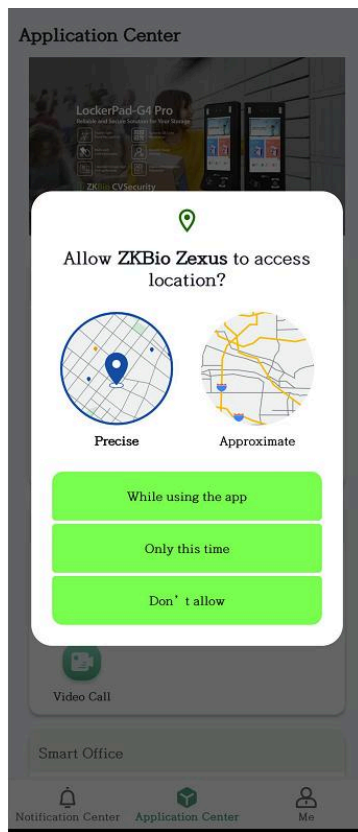 Application Center
LockerPad-G4 Pro
Reliable and Secure Solution for Your Storage
ZKBio CVSecurity
Allow ZKBio Zexus to access
location?
Precise
Approximate
While using the app
Only this time
Don't allow
Video Call
Smart Office
Notification Center
Application Center
Me